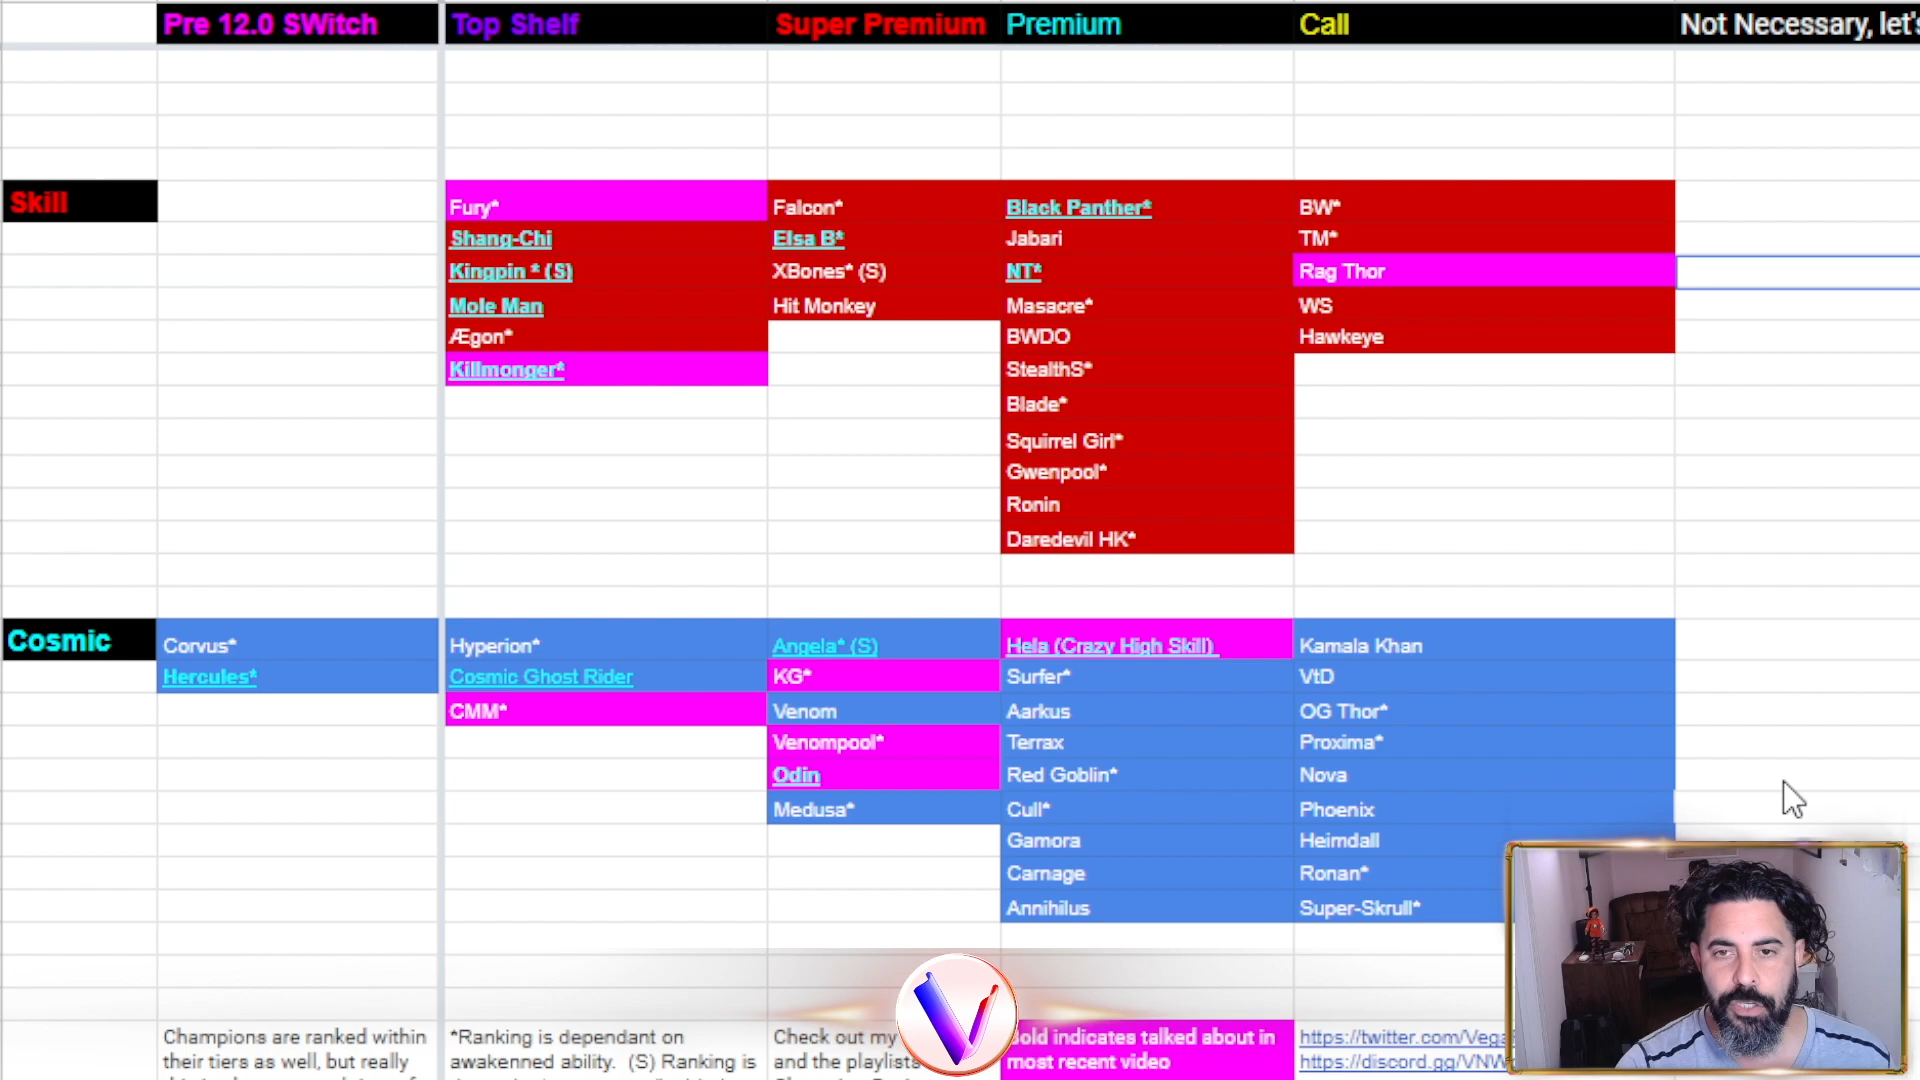 Pre 12.0 SWitch Top Shelf Super Premium Premium Call Not Necessary, let's
Skill
Fury* Falcon* Black Panther* BW*
Shang-Chi Elsa B* Jabari TM*
Kingpin * (S) XBones* (S) NT* Rag Thor
Mole Man Hit Monkey Masacre* WS
Ægon* BWDO Hawkeye
Killmonger* StealthS*
Blade*
Squirrel Girl*
Gwenpool*
Ronin
Daredevil HK*
Cosmic Corvus* Hyperion* Angela* (S) Hela (Crazy High Skill) Kamala Khan
Hercules* Cosmic Ghost Rider KG* Surfer* VtD
CMM* Venom Aarkus OG Thor*
Venompool* Terrax Proxima*
Odin Red Goblin* Nova
Medusa* Cull* Phoenix
Gamora Heimdall
Carnage Ronan*
Annihilus Super-Skrull*
Champions are ranked within *Ranking is dependant on Check out my Bold indicates talked about in https://twitter.com/Vega
their tiers as well, but really awakenned ability. (S) Ranking is and the playlists most recent video https://discord.gg/VNW